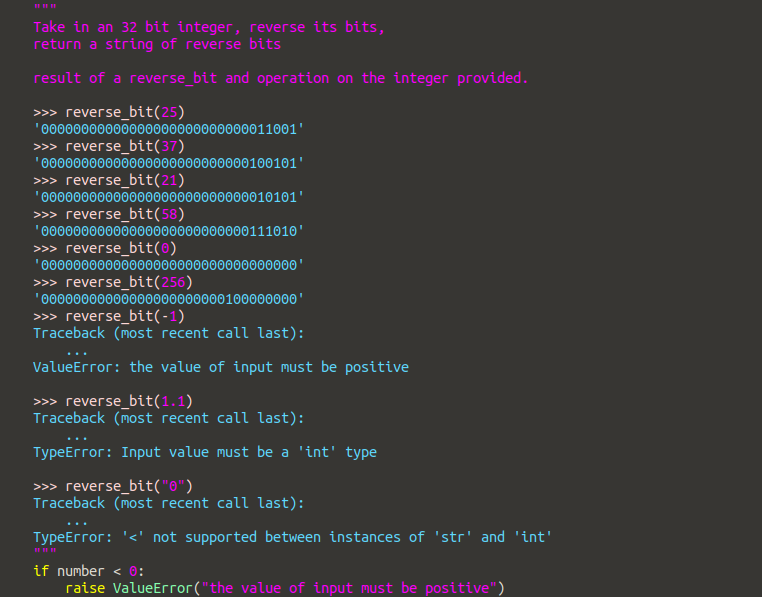 """
Take in an 32 bit integer, reverse its bits,
return a string of reverse bits
result of a reverse_bit and operation on the integer provided.
>>> reverse_bit(25)
'00000000000000000000000000011001'
>>> reverse_bit(37)
'00000000000000000000000000100101'
>>> reverse_bit(21)
'00000000000000000000000000010101'
>>> reverse_bit(58)
'00000000000000000000000000111010'
>>> reverse_bit(0)
'00000000000000000000000000000000'
>>> reverse_bit(256)
'00000000000000000000000100000000'
>>> reverse_bit(-1)
Traceback (most recent call last):
...
ValueError: the value of input must be positive
>>> reverse_bit(1.1)
Traceback (most recent call last):
...
TypeError: Input value must be a 'int' type
>>> reverse_bit("0")
Traceback (most recent call last):
...
TypeError: '<' not supported between instances of 'str' and 'int'
"""
if number < 0:
raise ValueError("the value of input must be positive")